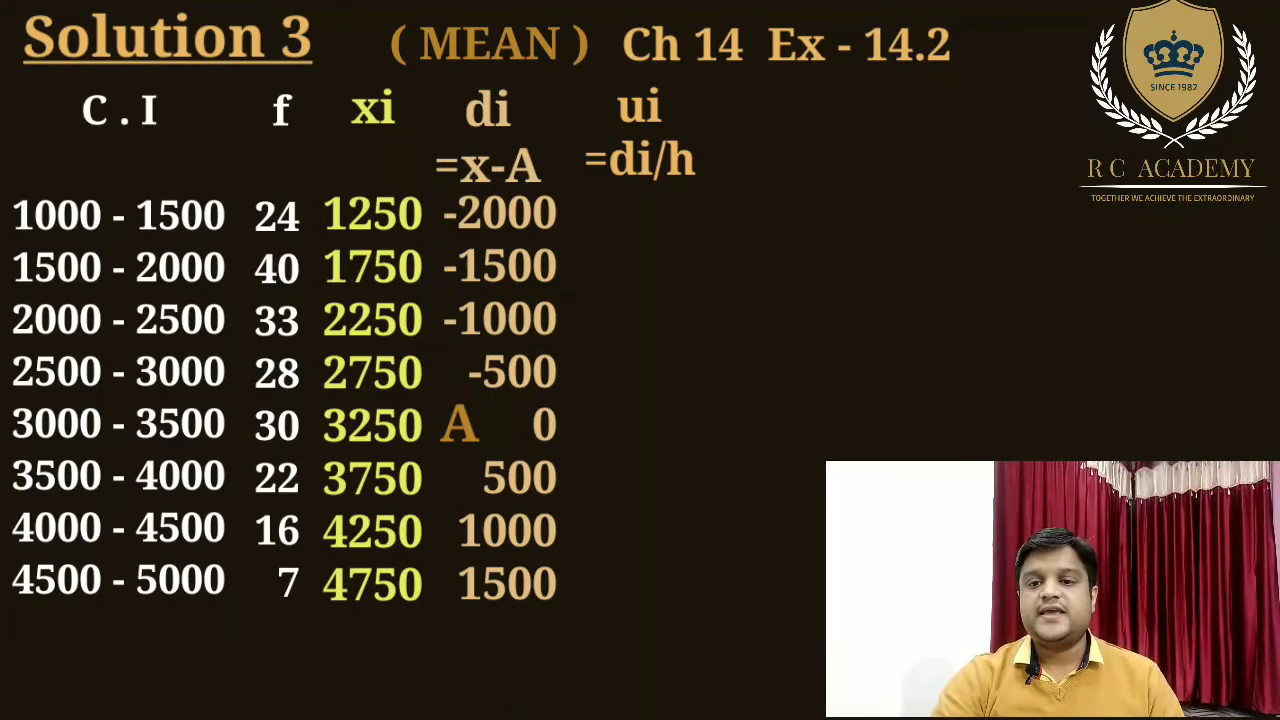 Solution 3 ( MEAN ) Ch 14 Ex - 14.2
C . I f xi di ui
=x-A =di/h
1000 - 1500 24 1250 -2000
1500 - 2000 40 1750 -1500
2000 - 2500 33 2250 -1000
2500 - 3000 28 2750 -500
3000 - 3500 30 3250 A 0
3500 - 4000 22 3750 500
4000 - 4500 16 4250 1000
4500 - 5000 7 4750 1500
SINCE 1982
R C ACADEMY
TOGETHER WE ACHIEVE THE EXTRAORDINARY